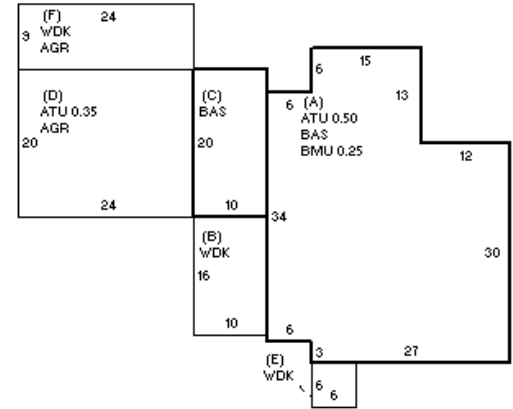 (F)
WDK
AGR
24
9
(D)
ATU 0.35
AGR
20
24
(C)
BAS
20
10
(B)
WDK
16
10
6
15
13
6
(A)
ATU 0.50
BAS
BMU 0.25
12
34
30
6
3
27
(E)
WDK
6
6